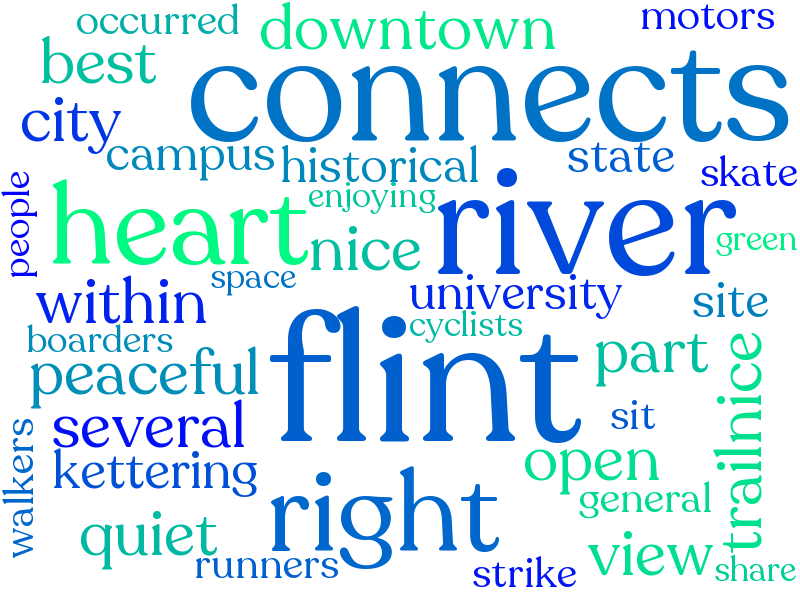 occurred
downtown
motors
best
connects
city
campus
historical
state
skate
people
heart
enjoying
river
nice
green
space
within
university
site
boarders
cyclists
peaceful
flint
part
trailnice
several
sit
walkers
kettering
right
open
general
quiet
view
runners
strike
share